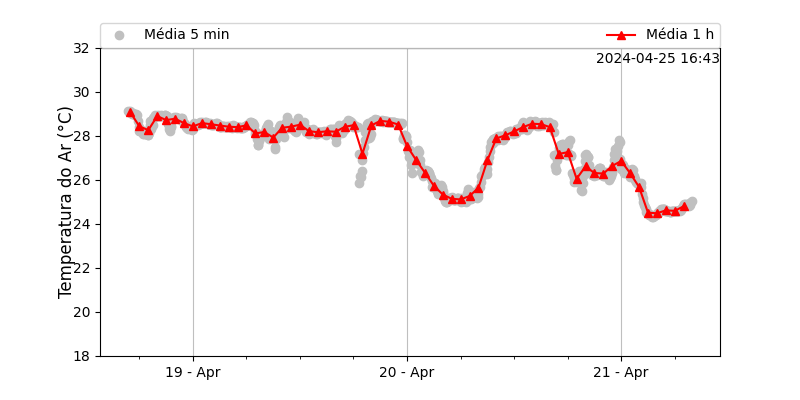 Média 5 min
Média 1 h
2024-04-25 16:43
Temperatura do Ar (°C)
32
30
28
26
24
22
20
18
19 - Apr
20 - Apr
21 - Apr